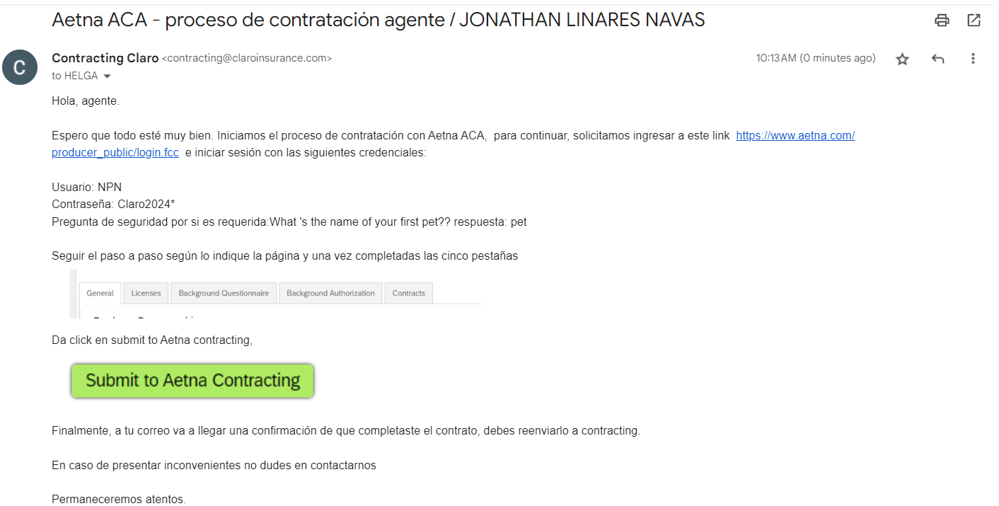 Aetna ACA - proceso de contratación agente / JONATHAN LINARES NAVAS
C
Contracting Claro <contracting@claroinsurance.com>
10:13 AM (0 minutes ago)
to HELGA
Hola, agente.
Espero que todo esté muy bien. Iniciamos el proceso de contratación con Aetna ACA,  para continuar, solicitamos ingresar a este link  https://www.aetna.com/
producer_public/login.fcc  e iniciar sesión con las siguientes credenciales:
Usuario: NPN
Contraseña: Claro2024*
Pregunta de seguridad por si es requerida:What 's the name of your first pet?? respuesta: pet
Seguir el paso a paso según lo indique la página y una vez completadas las cinco pestañas
General
Licenses
Background Questionnaire
Background Authorization
Contracts
Da click en submit to Aetna contracting,
Submit to Aetna Contracting
Finalmente, a tu correo va a llegar una confirmación de que completaste el contrato, debes reenviarlo a contracting.
En caso de presentar inconvenientes no dudes en contactarnos
Permaneceremos atentos.